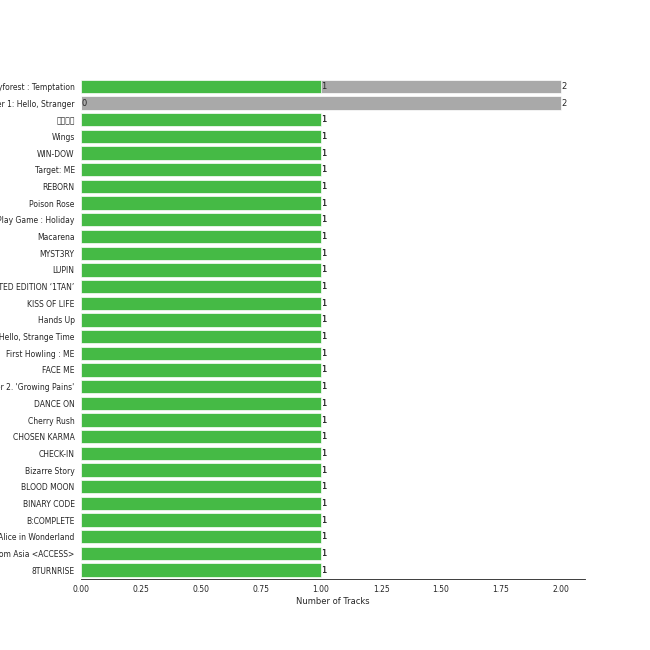 yforest : Temptation 1 2
er 1: Hello, Stranger 0 2
1
Wings 1
WIN-DOW 1
Target: ME 1
REBORN 1
Poison Rose 1
Play Game : Holiday 1
Macarena 1
MYST3RY 1
LUPIN 1
TED EDITION '1TAN' 1
KISS OF LIFE 1
Hands Up 1
Hello, Strange Time 1
First Howling : ME 1
FACE ME 1
r 2. 'Growing Pains' 1
DANCE ON 1
Cherry Rush 1
CHOSEN KARMA 1
CHECK-IN 1
Bizarre Story 1
BLOOD MOON 1
BINARY CODE 1
B:COMPLETE 1
Alice in Wonderland 1
om Asia <ACCESS> 1
8TURNRISE 1
0.00 0.25 0.50 0.75 1.00 1.25 1.50 1.75 2.00
Number of Tracks